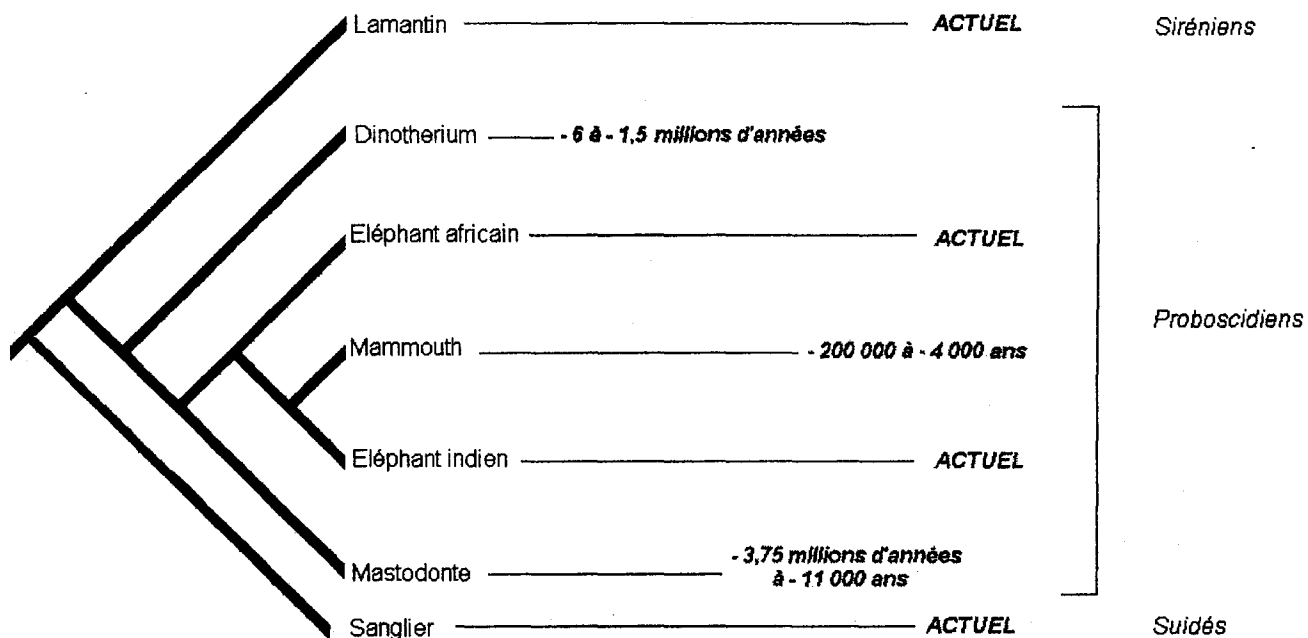 Lamantin ACTUEL Siréniens
Dinotherium - 6 à - 1,5 millions d'années
Eléphant africain ACTUEL
Proboscidiens
Mammouth - 200 000 à - 4 000 ans
Eléphant indien ACTUEL
- 3,75 millions d'années
Mastodonte à - 11 000 ans
Sanglier ACTUEL Suidés